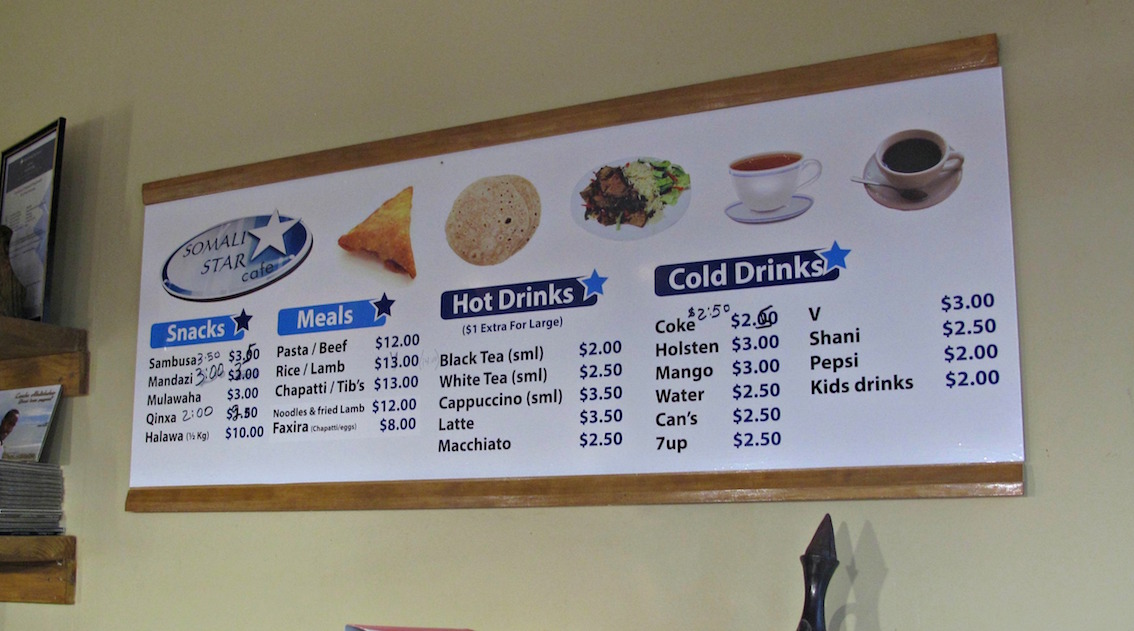 SOMALI
STAR
cafe
Snacks
Sambusa 3:50 $3.00
Mandazi 3:00 $2.00
Mulawaha $3.00
Qinxa 2:00
Halawa (½ Kg) $10.00
Meals
Pasta / Beef $12.00
Rice / Lamb $13.00
Chapatti / Tib's $13.00
Noodles & fried Lamb $12.00
Faxira (Chapatti/eggs) $8.00
Hot Drinks
($1 Extra For Large)
Black Tea (sml) $2.00
White Tea (sml) $2.50
Cappuccino (sml) $3.50
Latte $3.50
Macchiato $2.50
Cold Drinks
Coke $2:50 $2.00
Holsten $3.00
Mango $3.00
Water $2.50
Can's $2.50
7up $2.50
V $3.00
Shani $2.50
Pepsi $2.00
Kids drinks $2.00